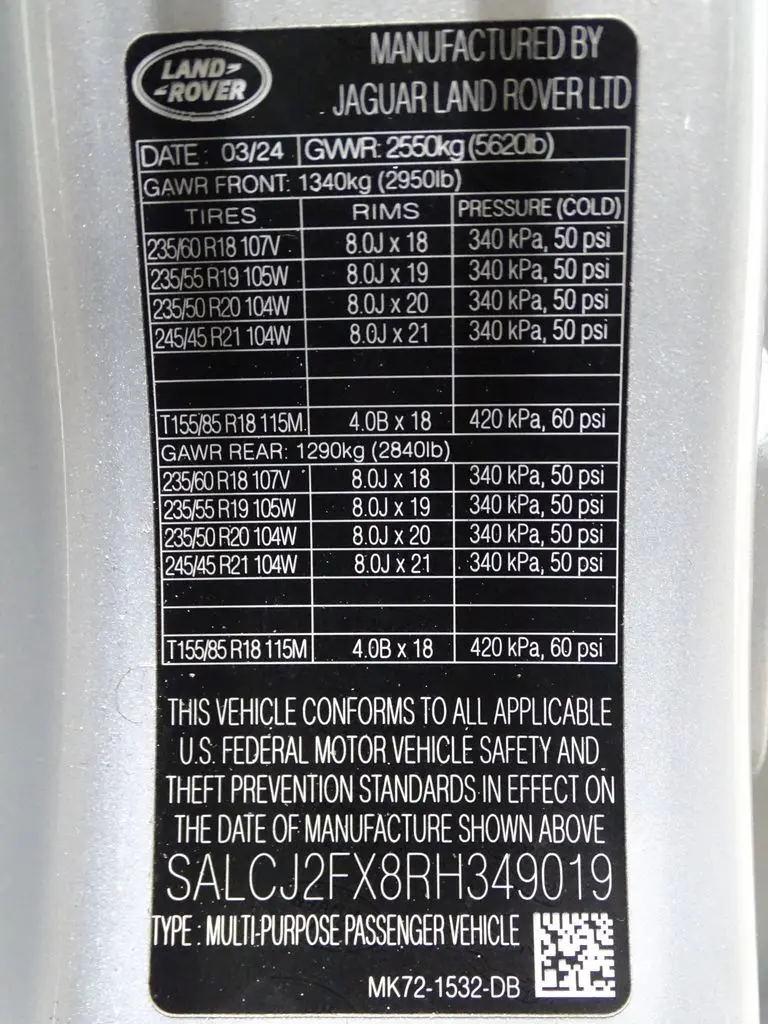 LAND-
-ROVER
MANUFACTURED BY
JAGUAR LAND ROVER LTD
DATE : 03/24 GVWR: 2550kg (5620lb)
GAWR FRONT: 1340kg (2950lb)
TIRES RIMS PRESSURE (COLD)
235/60 R18 107V 8.0J x 18 340 kPa, 50 psi
235/55 R19 105W 8.0J x 19 340 kPa, 50 psi
235/50 R20 104W 8.0J x 20 340 kPa, 50 psi
245/45 R21 104W 8.0J x 21 340 kPa, 50 psi
T155/85 R18 115M 4.0B x 18 420 kPa, 60 psi
GAWR REAR: 1290kg (2840lb)
235/60 R18 107V 8.0J x 18 340 kPa, 50 psi
235/55 R19 105W 8.0J x 19 340 kPa, 50 psi
235/50 R20 104W 8.0J x 20 340 kPa, 50 psi
245/45 R21 104W 8.0J x 21 340 kPa, 50 psi
T155/85 R18 115M 4.0B x 18 420 kPa, 60 psi
THIS VEHICLE CONFORMS TO ALL APPLICABLE
U.S. FEDERAL MOTOR VEHICLE SAFETY AND
THEFT PREVENTION STANDARDS IN EFFECT ON
THE DATE OF MANUFACTURE SHOWN ABOVE
SALCJ2FX8RH349019
TYPE : MULTI-PURPOSE PASSENGER VEHICLE
MK72-1532-DB